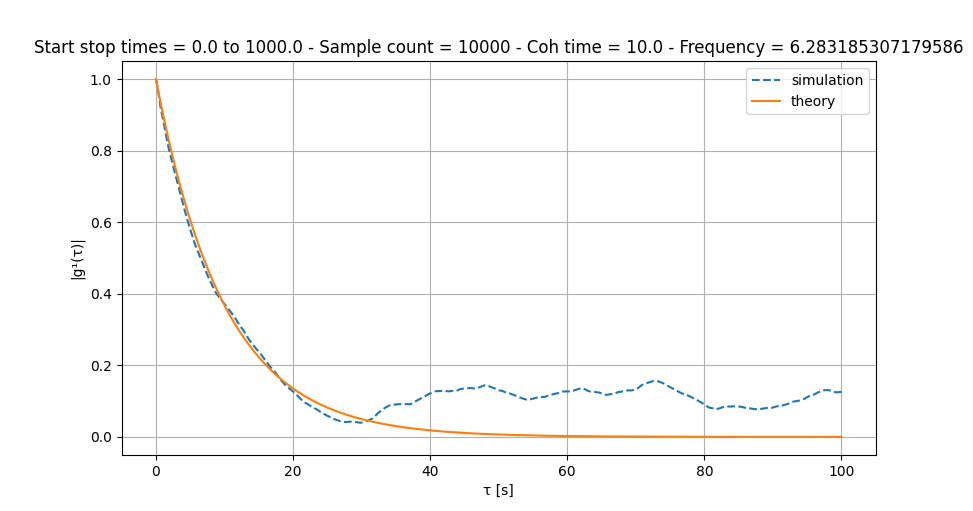 Start stop times = 0.0 to 1000.0 - Sample count = 10000 - Coh time = 10.0 - Frequency = 6.283185307179586
simulation
theory
1.0
0.8
0.6
0.4
0.2
0.0
|g¹(τ)|
0 20 40 60 80 100
τ [s]